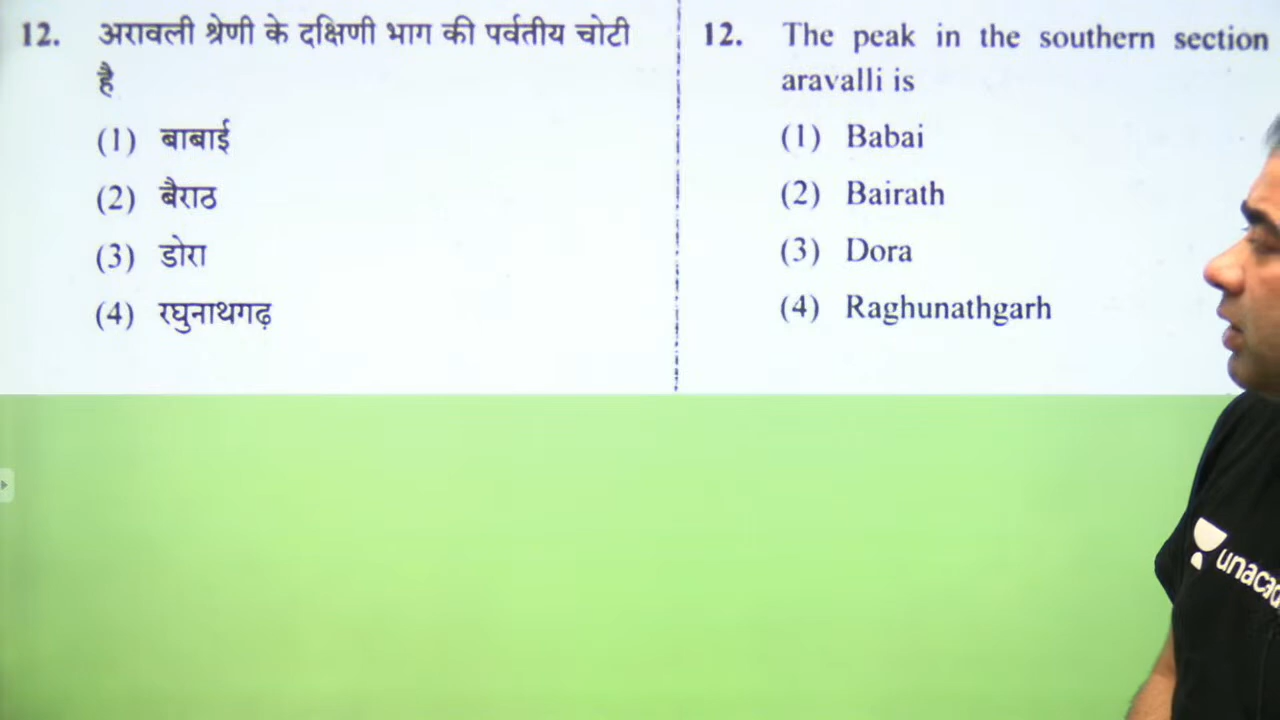 12. अरावली श्रेणी के दक्षिणी भाग की पर्वतीय चोटी
है
(1) बाबाई
(2) बैराठ
(3) डोरा
(4) रघुनाथगढ़
12. The peak in the southern section
aravalli is
(1) Babai
(2) Bairath
(3) Dora
(4) Raghunathgarh
unacad